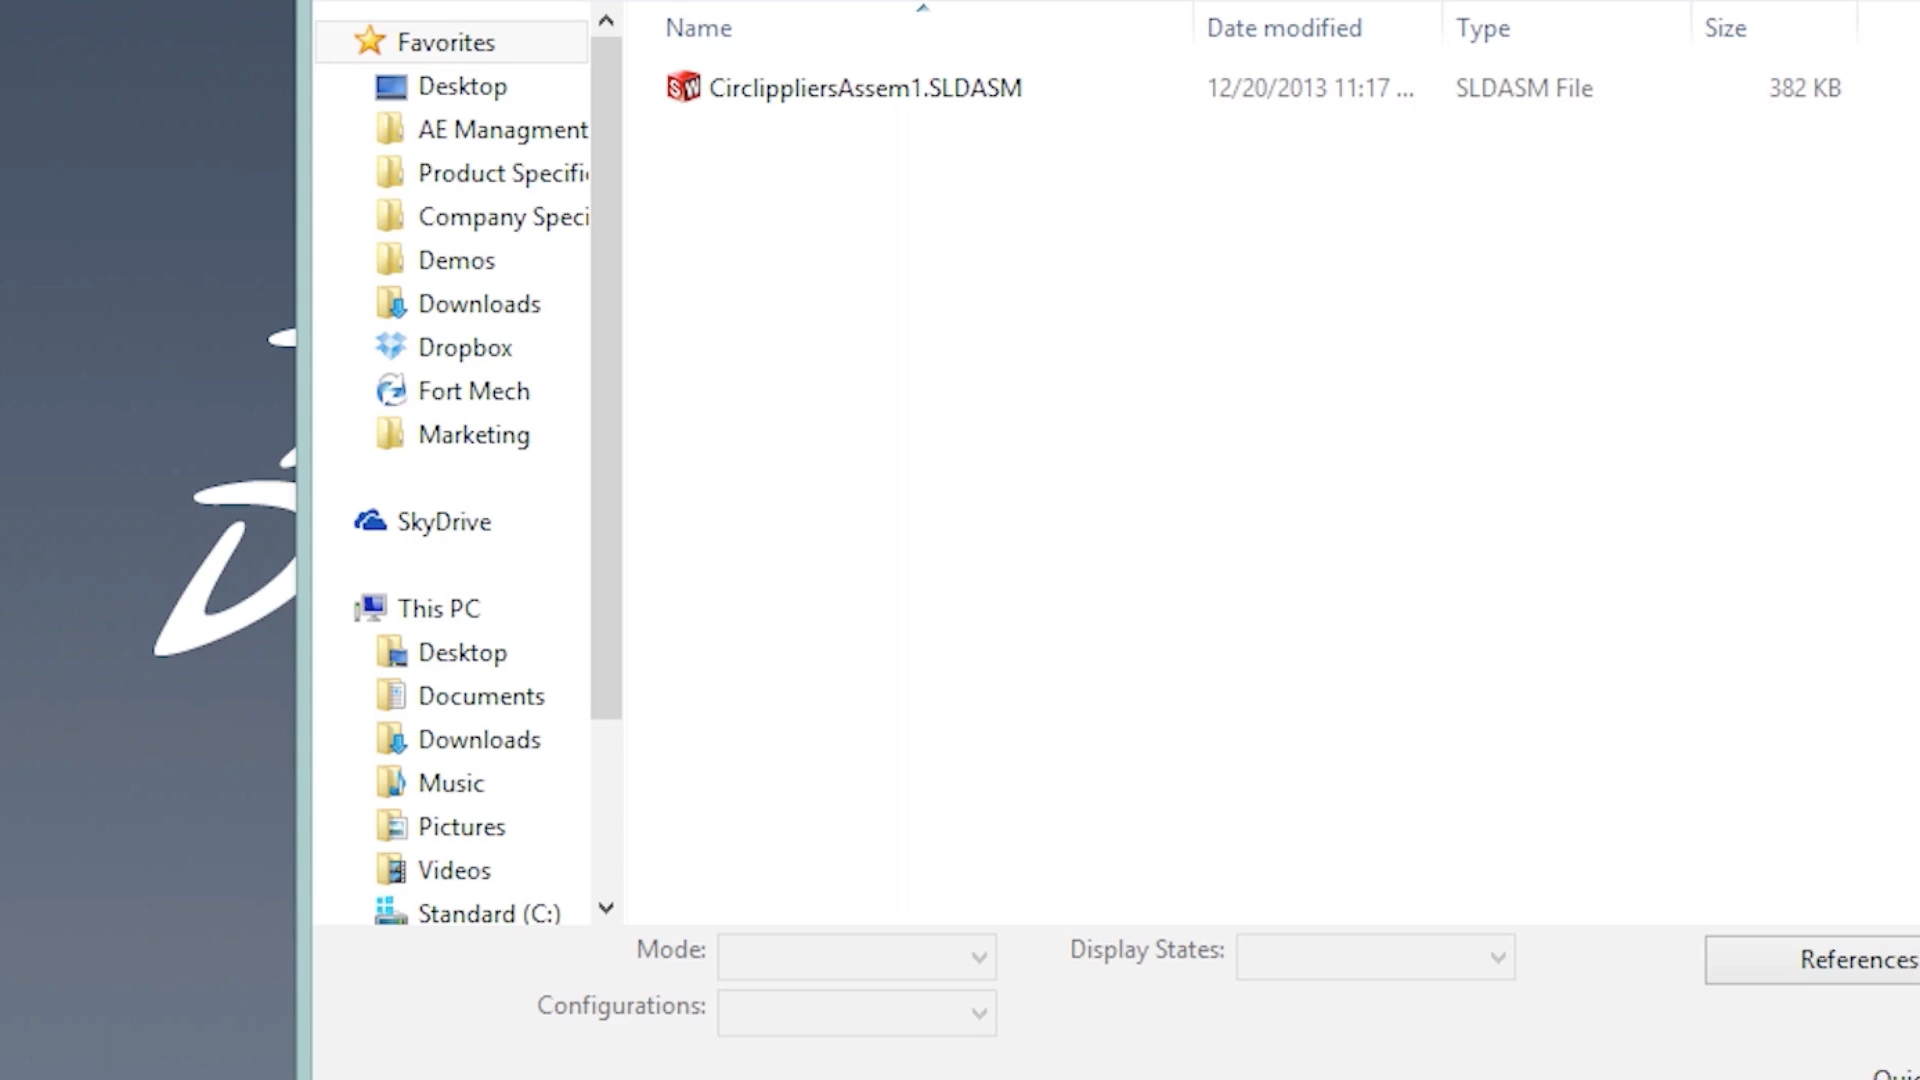 Name Date modified Type Size
CirclippliersAssem1.SLDASM 12/20/2013 11:17 ... SLDASM File 382 KB
Favorites
Desktop
AE Managment
Product Specifi
Company Speci
Demos
Downloads
Dropbox
Fort Mech
Marketing
SkyDrive
This PC
Desktop
Documents
Downloads
Music
Pictures
Videos
Standard (C:)
Mode: Display States: References
Configurations: